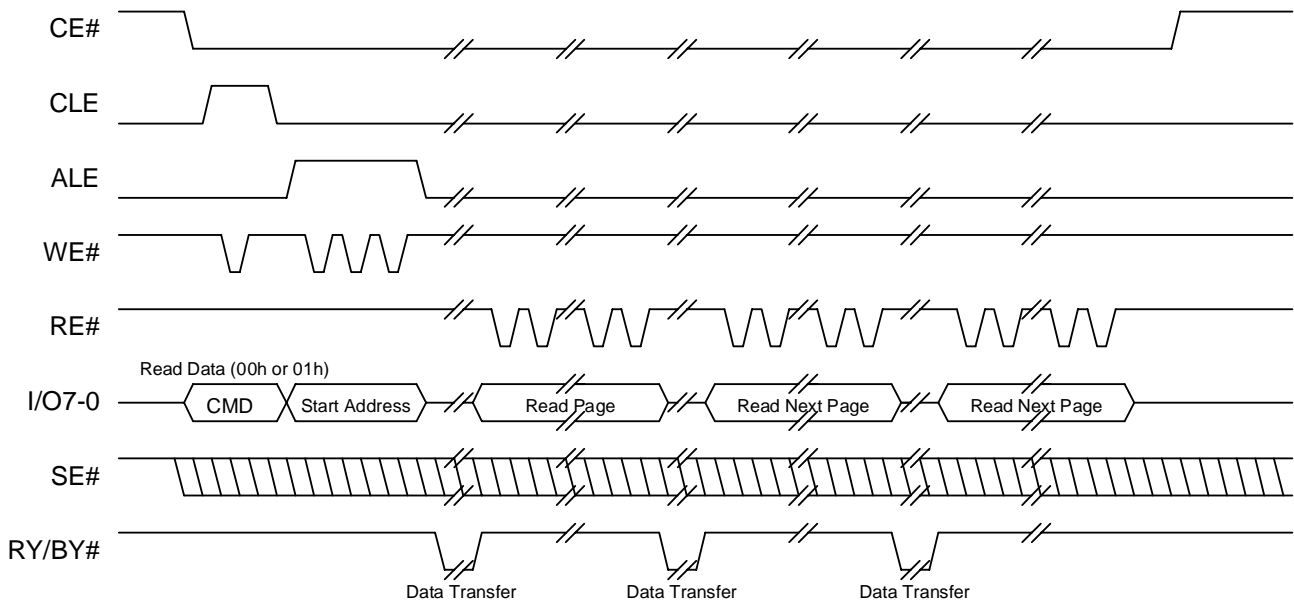 CE#
CLE
ALE
WE#
RE#
Read Data (00h or 01h)
I/O7-0
CMD
Start Address
Read Page
Read Next Page
Read Next Page
SE#
RY/BY#
Data Transfer
Data Transfer
Data Transfer